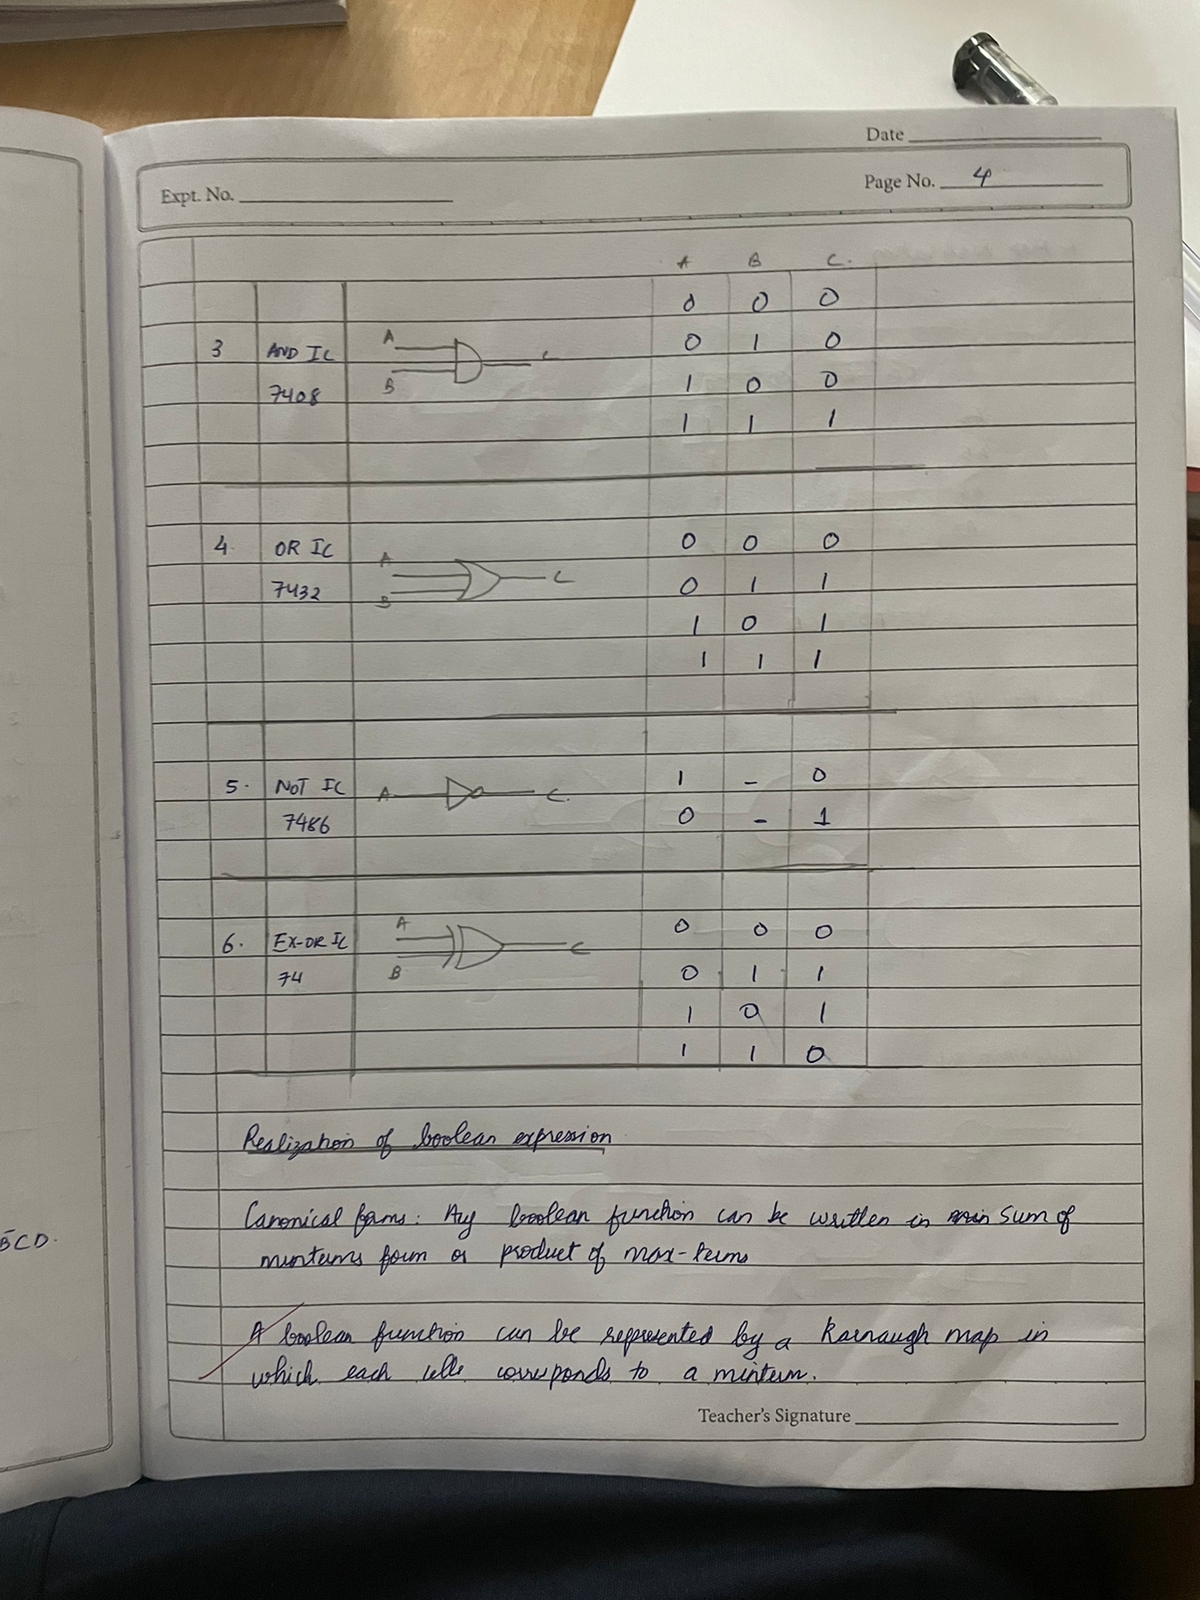 Date
Expt. No.
Page No. 4
A B C.
0 0 0
3 AND IC A 0 1 0
7408 B 1 0 0
1 1 1
4. OR IC A C 0 0 0
7432 B 0 1 1
1 0 1
1 1 1
5. NOT IC A C. 1 - 0
7486 0 - 1
6. EX-OR IC A C 0 0 0
74 B 0 1 1
1 0 1
1 1 0
Realization of boolean expression
Canonical forms: Any boolean function can be written in sum of
minterms form or product of max-terms
A boolean function can be represented by a Karnaugh map in
which each cells corresponds to a minterm.
Teacher's Signature
BCD.